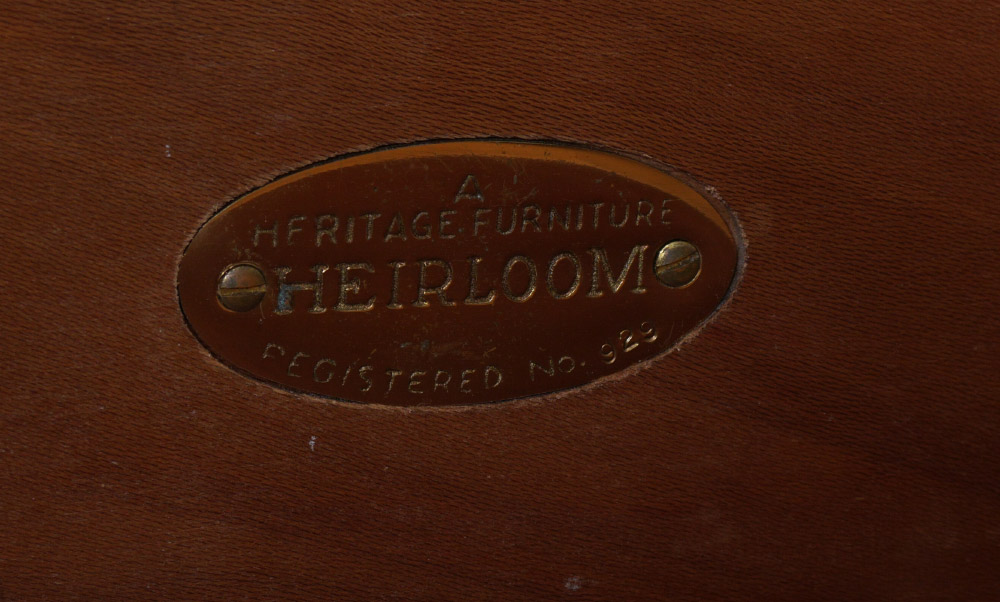 A
HERITAGE FURNITURE
HEIRLOOM
REGISTERED No. 929